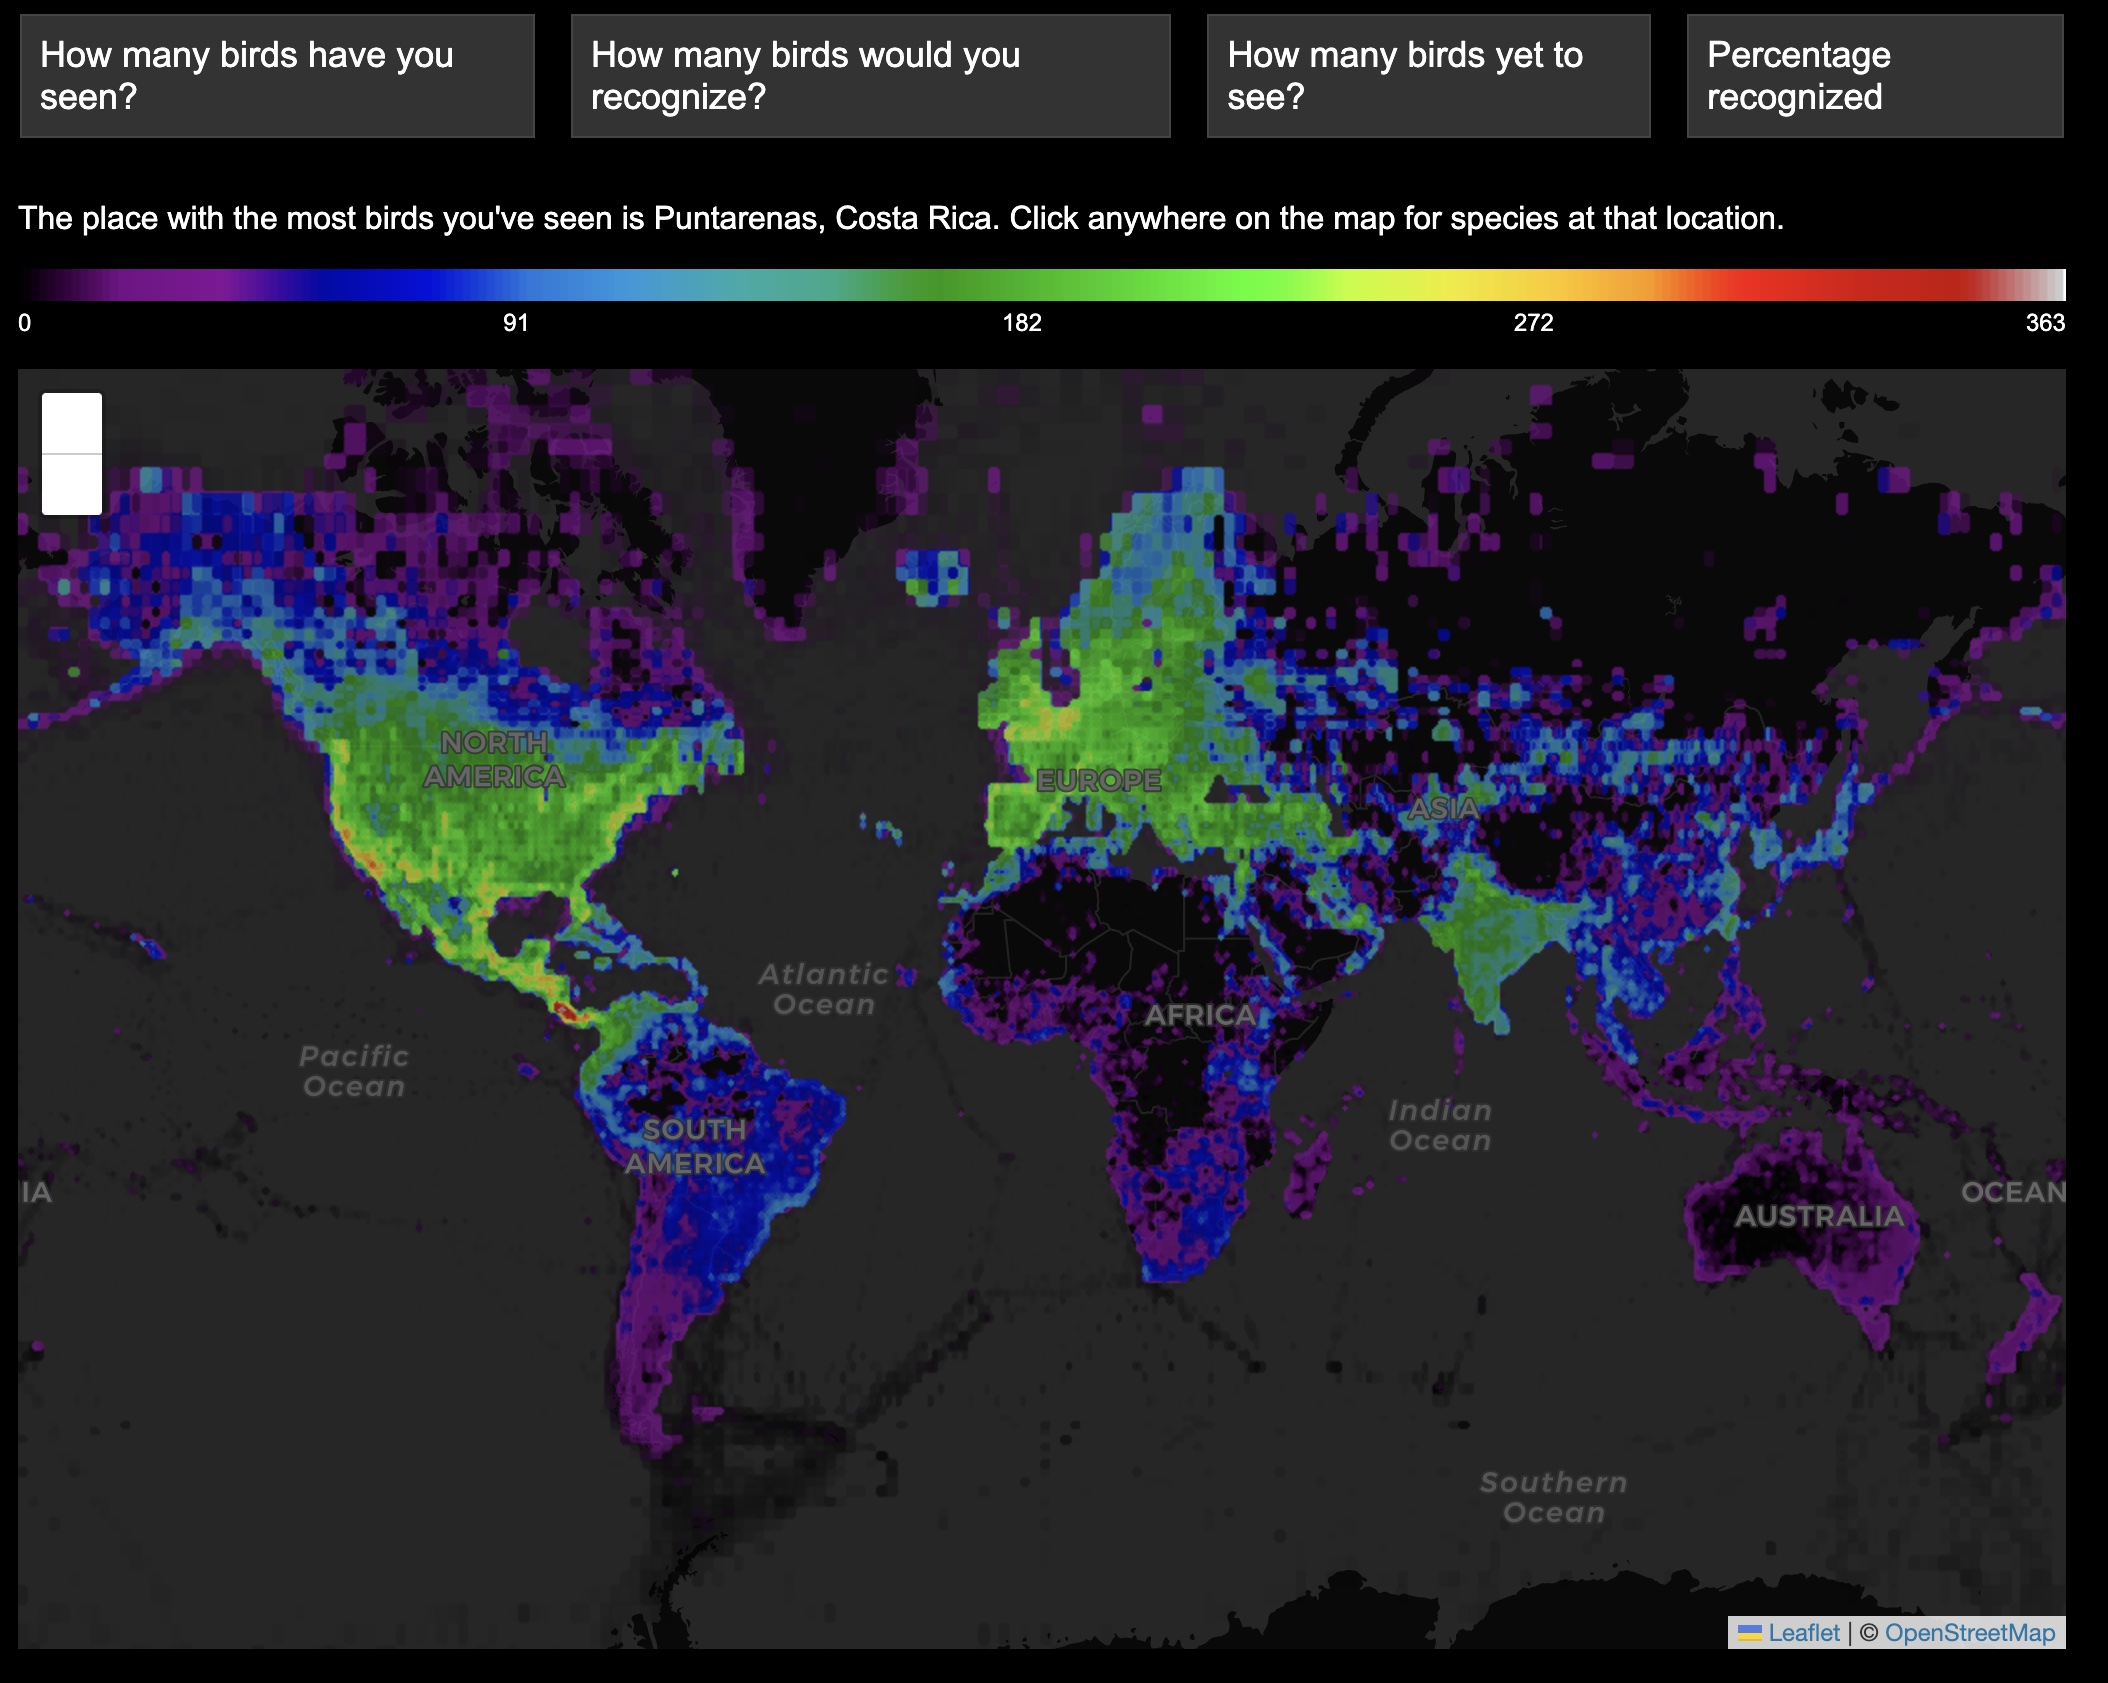 How many birds have you
seen?
How many birds would you
recognize?
How many birds yet to
see?
Percentage
recognized
The place with the most birds you've seen is Puntarenas, Costa Rica. Click anywhere on the map for species at that location.
0 91 182 272 363
NORTH
AMERICA
EUROPE
ASIA
Atlantic
Ocean
AFRICA
Pacific
Ocean
SOUTH
AMERICA
Indian
Ocean
IA
OCEAN
AUSTRALIA
Southern
Ocean
Leaflet | © OpenStreetMap